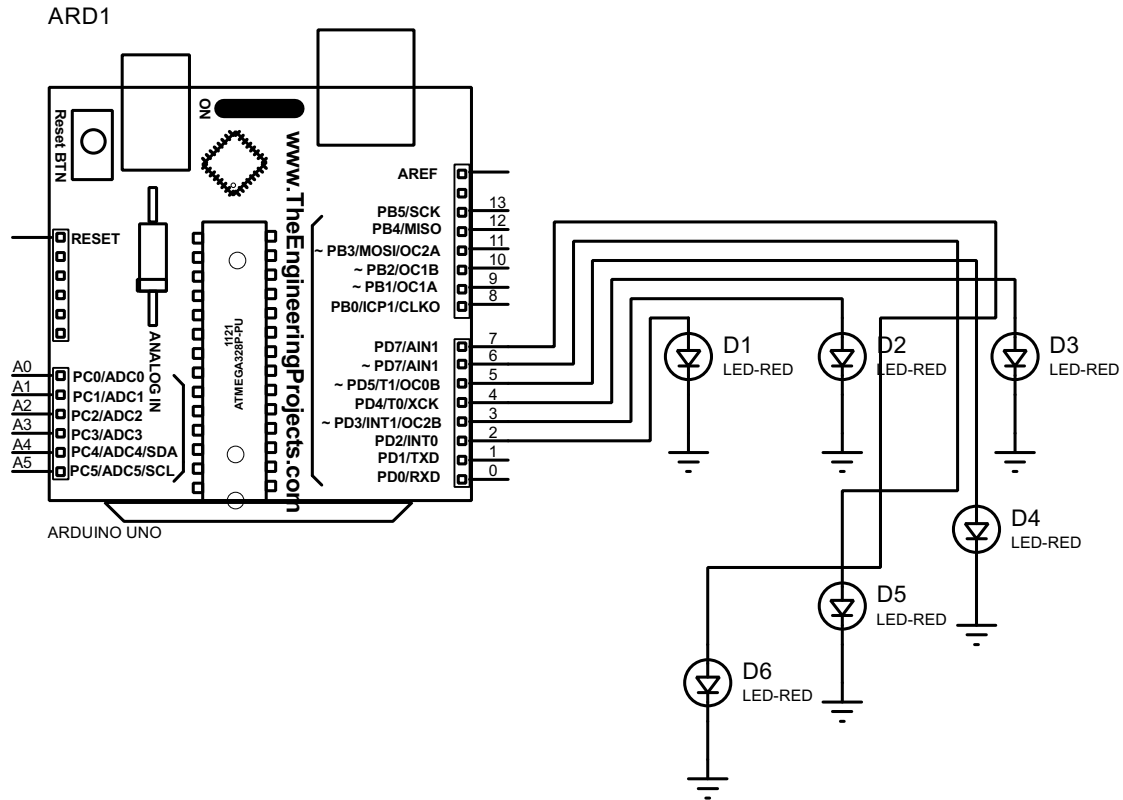 ARD1
Reset BTN
ON
www.TheEngineeringProjects.com
AREF
PB5/SCK
13
PB4/MISO
12
~ PB3/MOSI/OC2A
11
~ PB2/OC1B
10
~ PB1/OC1A
9
PB0/ICP1/CLKO
8
RESET
PD7/AIN1
7
~ PD7/AIN1
6
~ PD5/T1/OC0B
5
PD4/T0/XCK
4
~ PD3/INT1/OC2B
3
PD2/INT0
2
PD1/TXD
1
PD0/RXD
0
ANALOG IN
1121
ATMEGA328P-PU
A0
PC0/ADC0
A1
PC1/ADC1
A2
PC2/ADC2
A3
PC3/ADC3
A4
PC4/ADC4/SDA
A5
PC5/ADC5/SCL
ARDUINO UNO
D1
LED-RED
D2
LED-RED
D3
LED-RED
D4
LED-RED
D5
LED-RED
D6
LED-RED